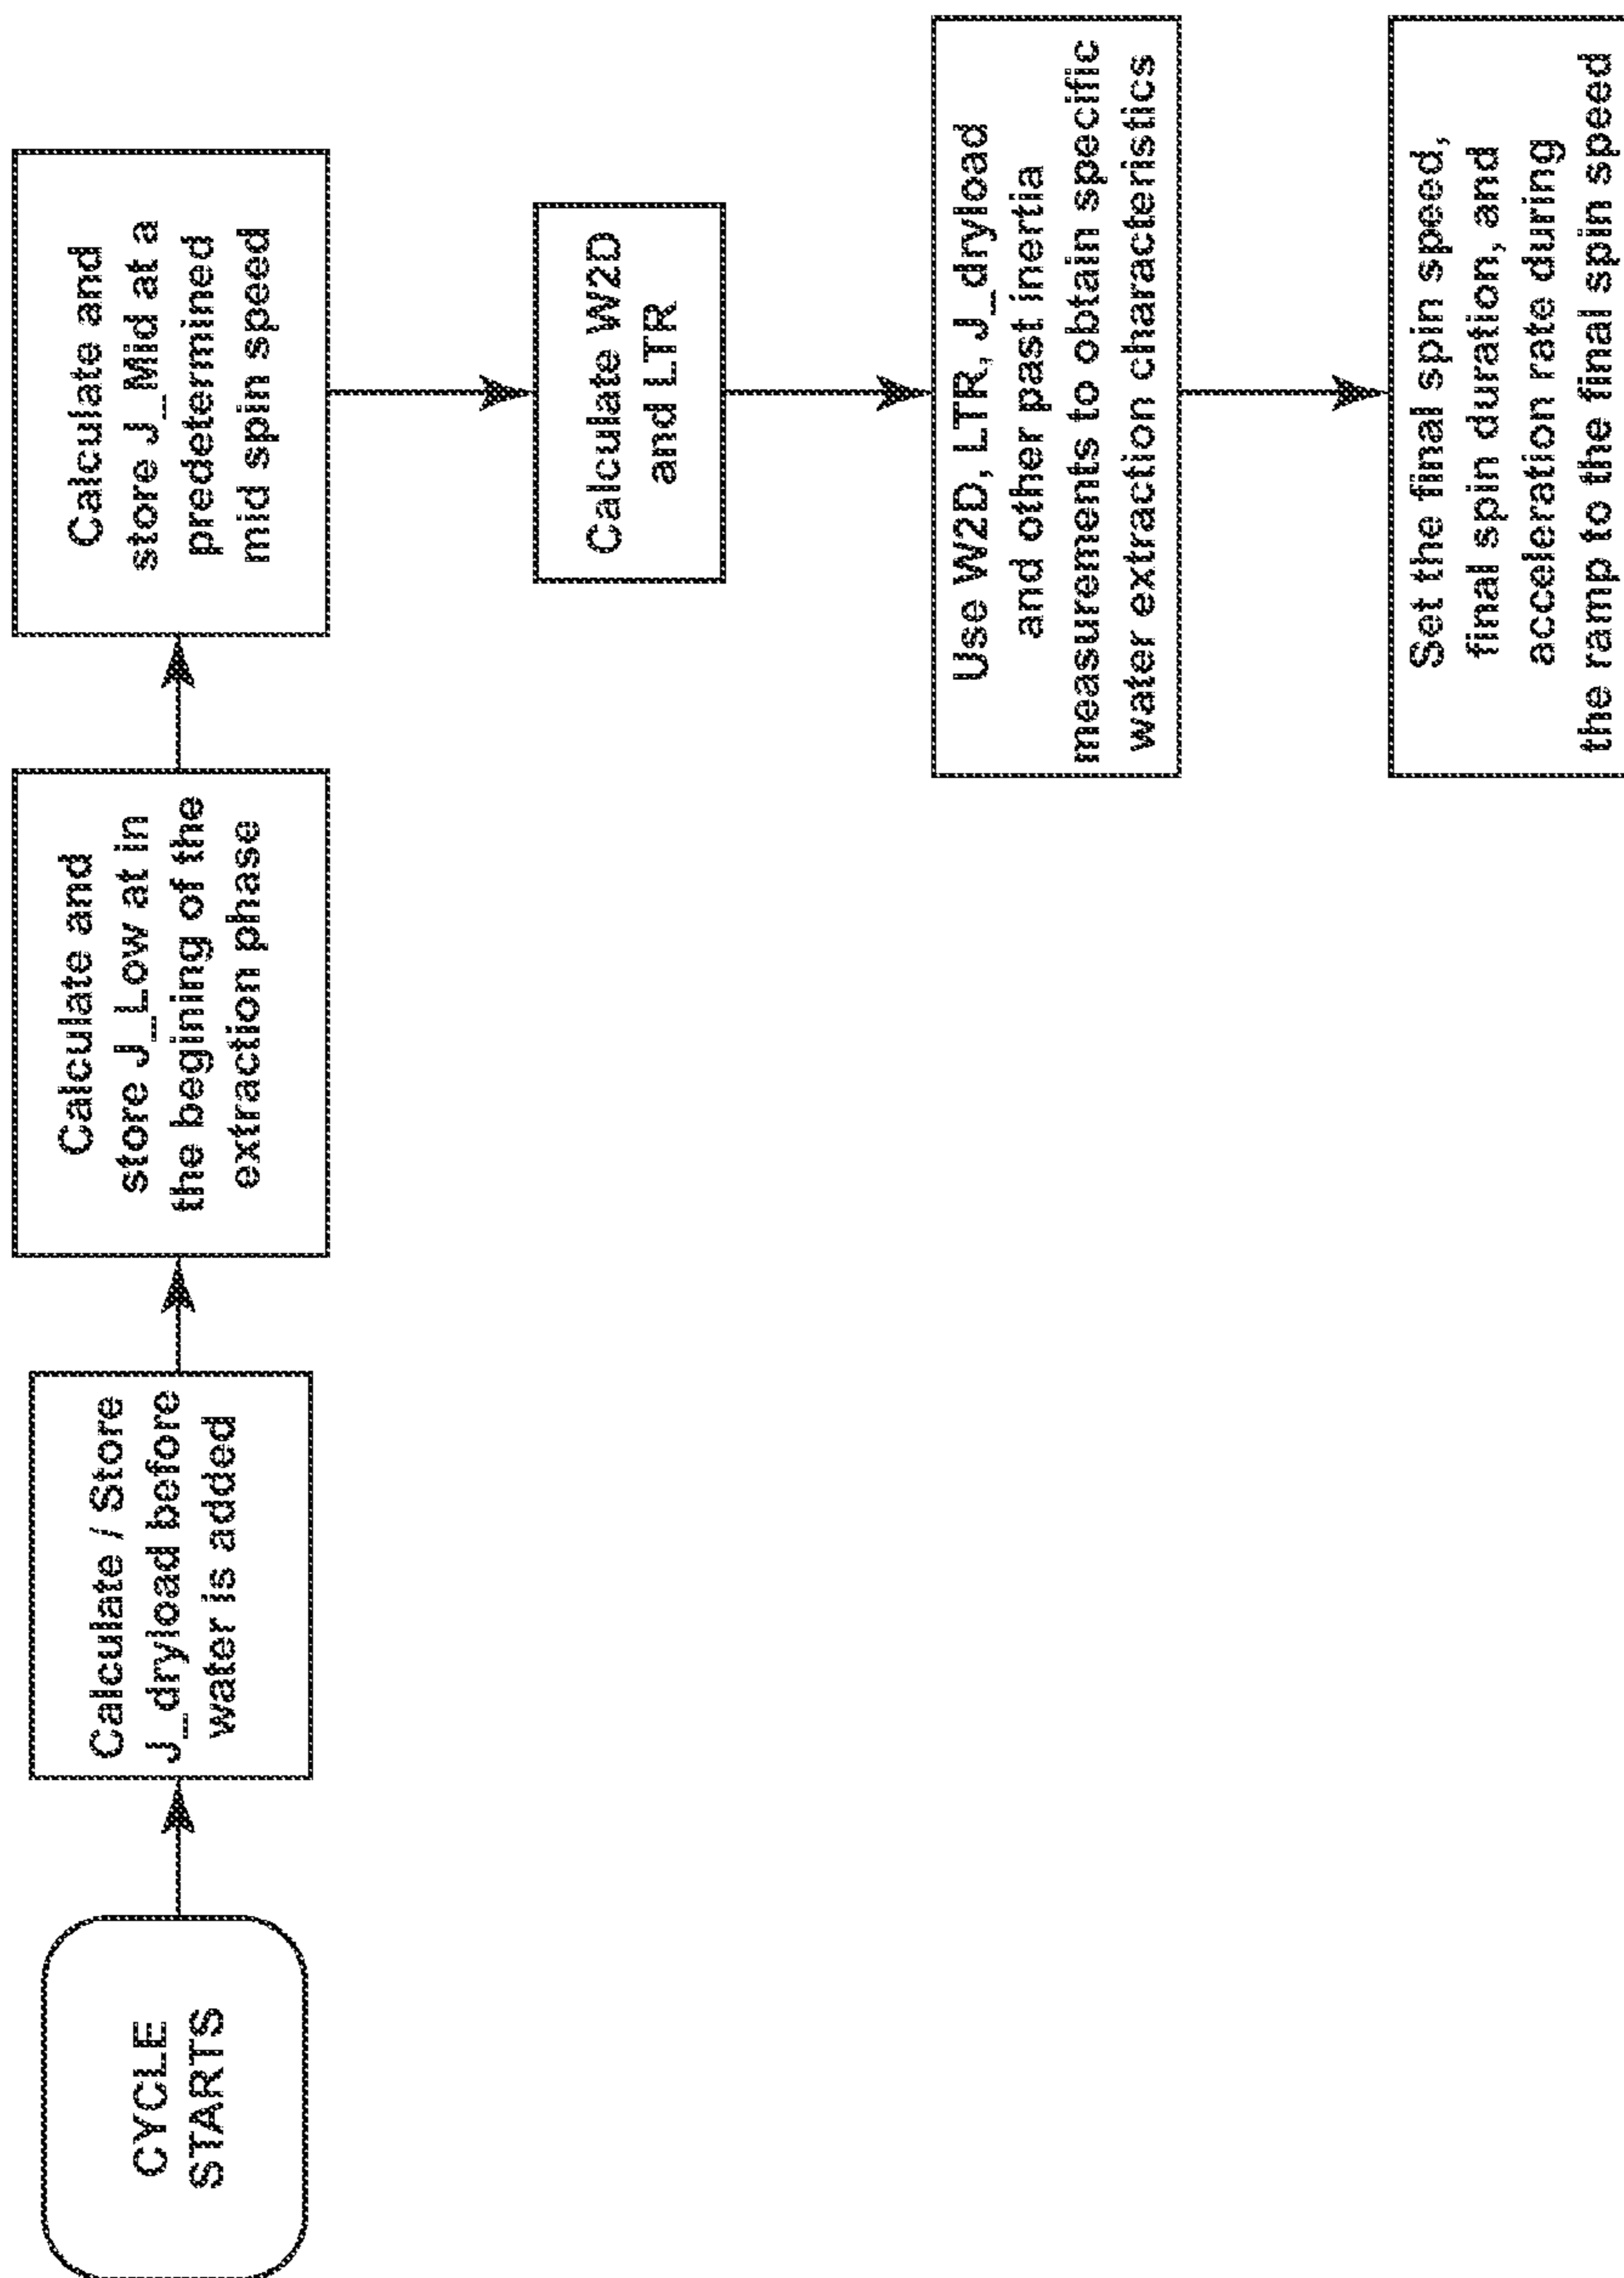 CYCLE
STARTS
Calculate / Store
J_dryload before
water is added
Calculate and
store J_Low at in
the begining of the
extraction phase
Calculate and
store J_Mid at a
predetermined
mid spin speed
Calculate W2D
and LTR
Use W2D, LTR, J_dryload
and other past inertia
measurements to obtain specific
water extraction characteristics
Set the final spin speed,
final spin duration, and
acceleration rate during
the ramp to the final spin speed